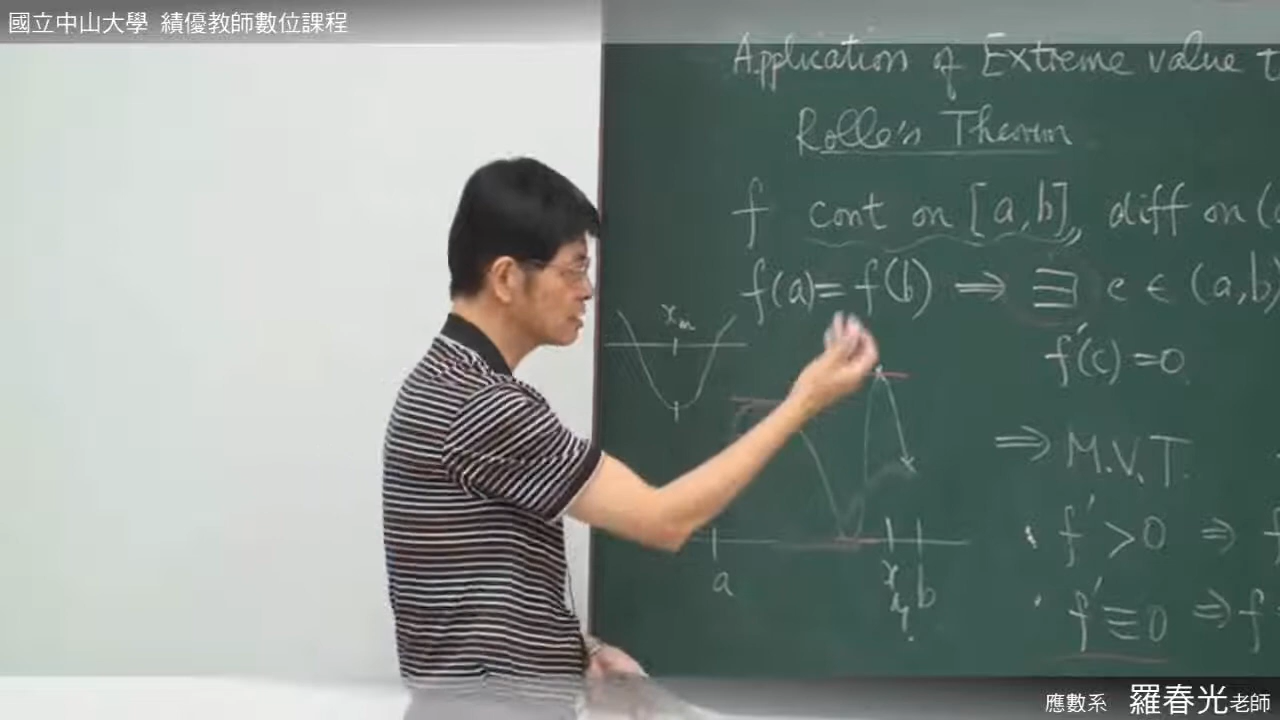 國立中山大學 績優教師數位課程
Application of Extreme value
Rolle's Theorem
f cont on [a,b], diff on (
f(a)=f(b) ⇒ ∃ c ∈ (a,b)
f'(c)=0
x_m
⇒ M.V.T.
· f' > 0 ⇒ f
a b
· f' ≡ 0 ⇒ f
應數系 羅春光老師